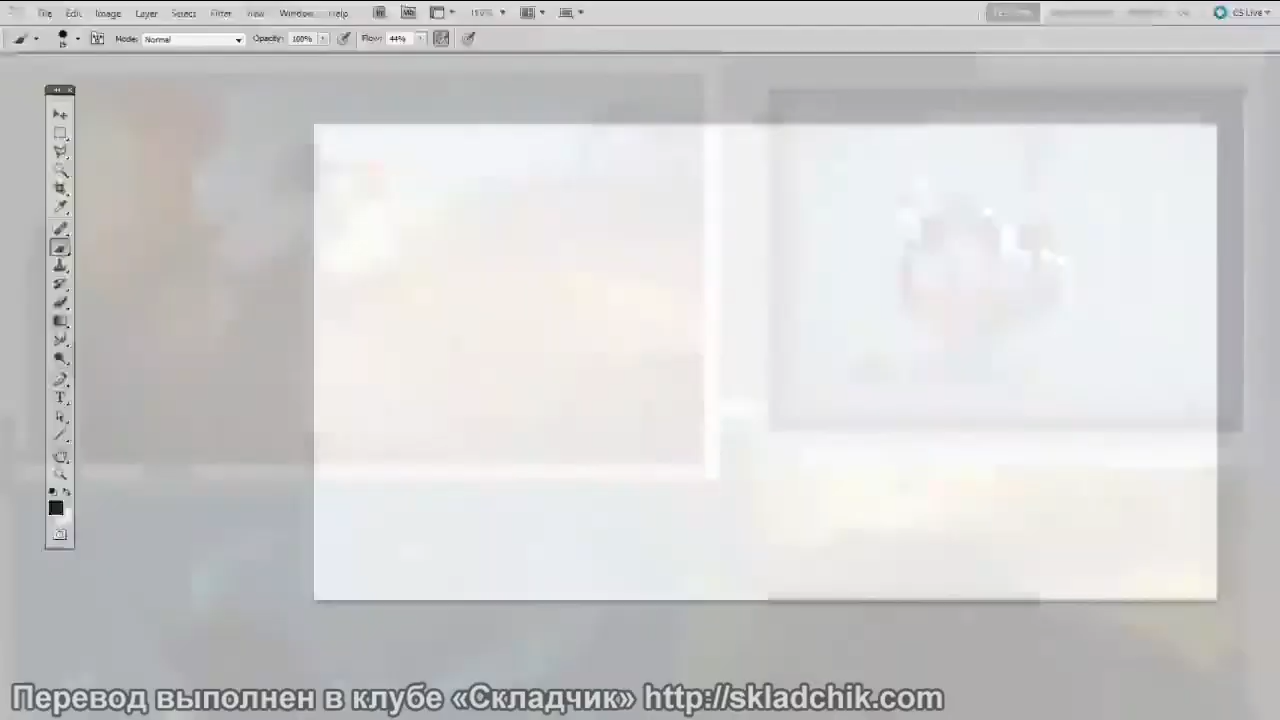 File Edit Image Layer Select Filter View Window Help
CS Live
Mode: Normal Opacity: 100% Flow: 44%
Перевод выполнен в клубе «Складчик» http://skladchik.com